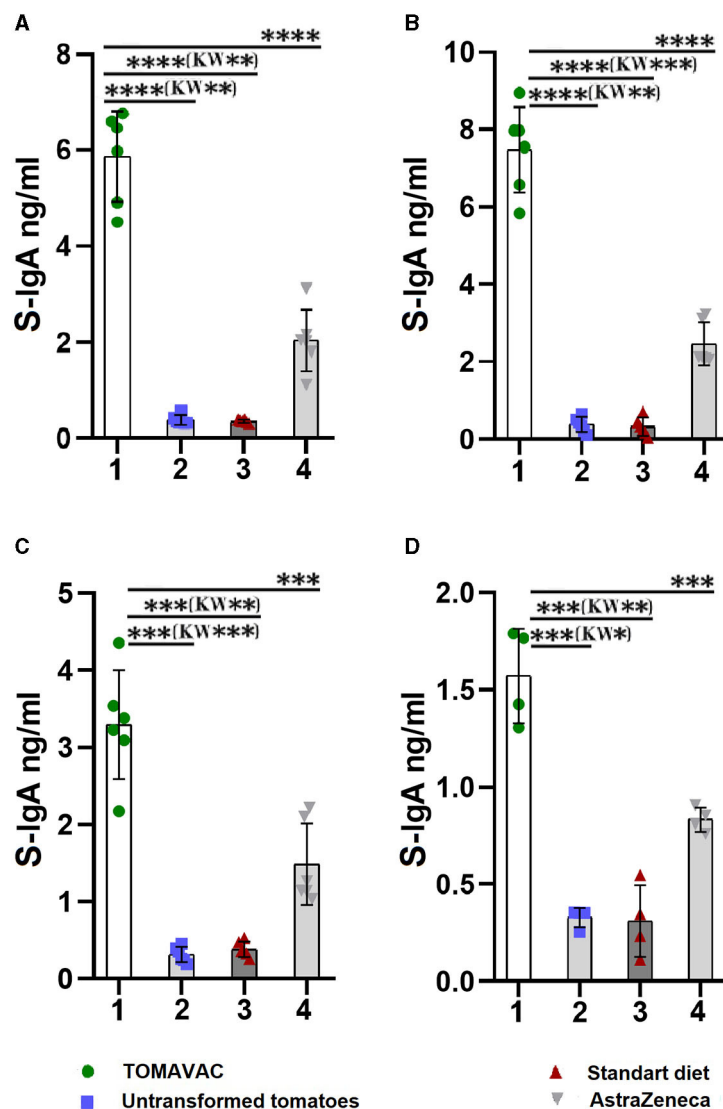 A
****
****(KW**)
****(KW**)
S-IgA ng/ml
8
6
4
2
0
1 2 3 4
B
****
****(KW***)
****(KW**)
S-IgA ng/ml
10
8
6
4
2
0
1 2 3 4
C
***
***(KW**)
***(KW***)
S-IgA ng/ml
5
4
3
2
1
0
1 2 3 4
D
***
***(KW**)
***(KW*)
S-IgA ng/ml
2.0
1.5
1.0
0.5
0.0
1 2 3 4
TOMAVAC
Untransformed tomatoes
Standart diet
AstraZeneca